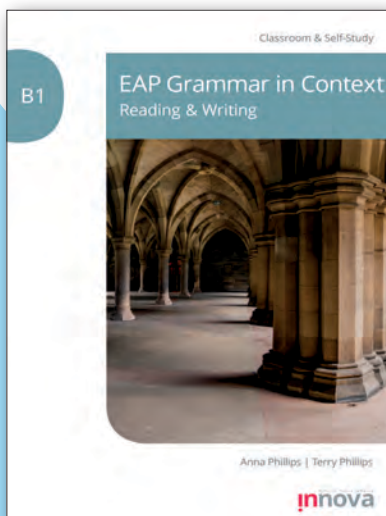 Classroom & Self-Study
B1
EAP Grammar in Context
Reading & Writing
Anna Phillips | Terry Phillips
innova